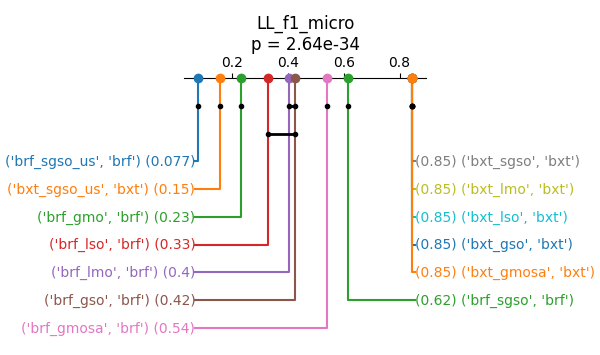 LL_f1_micro
p = 2.64e-34
0.2 0.4 0.6 0.8
('brf_sgso_us', 'brf') (0.077)
('bxt_sgso_us', 'bxt') (0.15)
('brf_gmo', 'brf') (0.23)
('brf_lso', 'brf') (0.33)
('brf_lmo', 'brf') (0.4)
('brf_gso', 'brf') (0.42)
('brf_gmosa', 'brf') (0.54)
(0.85) ('bxt_sgso', 'bxt')
(0.85) ('bxt_lmo', 'bxt')
(0.85) ('bxt_lso', 'bxt')
(0.85) ('bxt_gso', 'bxt')
(0.85) ('bxt_gmosa', 'bxt')
(0.62) ('brf_sgso', 'brf')